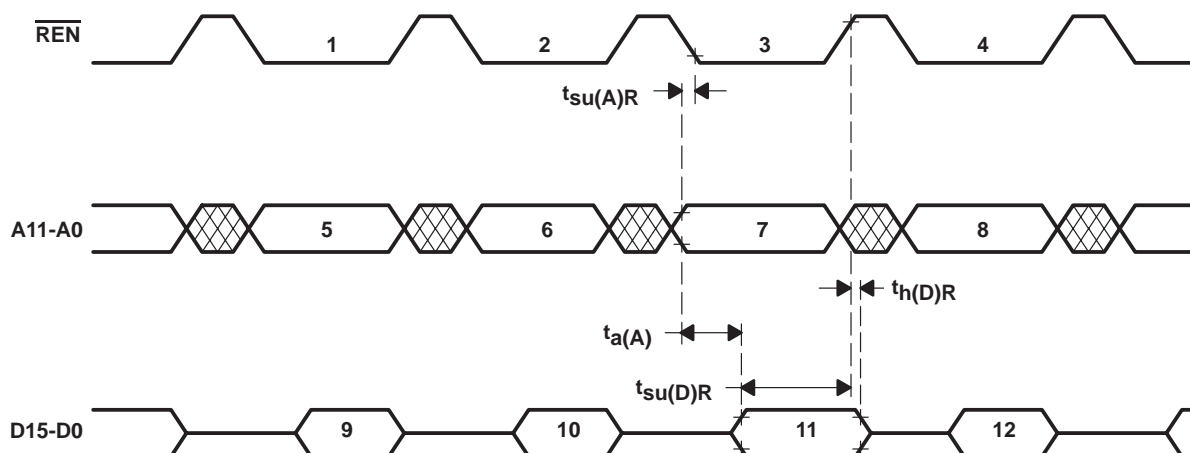 REN
1 2 3 4
tsu(A)R
A11-A0
5 6 7 8
th(D)R
ta(A)
tsu(D)R
D15-D0
9 10 11 12